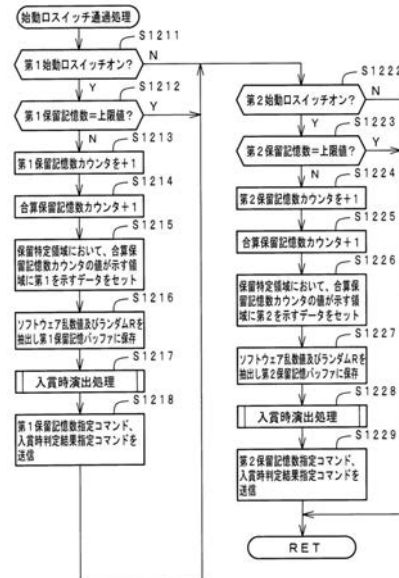 始動口スイッチ通過処理
S1211
第1始動口スイッチオン?
N
Y
S1212
第1保留記憶数=上限値?
Y
N
S1213
第1保留記憶数カウンタを+1
S1214
合算保留記憶数カウンタ+1
S1215
保留特定領域において、合算
保留記憶数カウンタの値が示す領
域に第1を示すデータをセット
S1216
ソフトウェア乱数値及びランダムRを
抽出し第1保留記憶バッファに保存
S1217
入賞時演出処理
S1218
第1保留記憶数指定コマンド、
入賞時判定結果指定コマンドを
送信
S1222
第2始動口スイッチオン?
N
Y
S1223
第2保留記憶数=上限値?
Y
N
S1224
第2保留記憶数カウンタを+1
S1225
合算保留記憶数カウンタ+1
S1226
保留特定領域において、合算保
留記憶数カウンタの値が示す領
域に第2を示すデータをセット
S1227
ソフトウェア乱数値及びランダムRを
抽出し第2保留記憶バッファに保存
S1228
入賞時演出処理
S1229
第2保留記憶数指定コマンド、
入賞時判定結果指定コマンドを
送信
RET